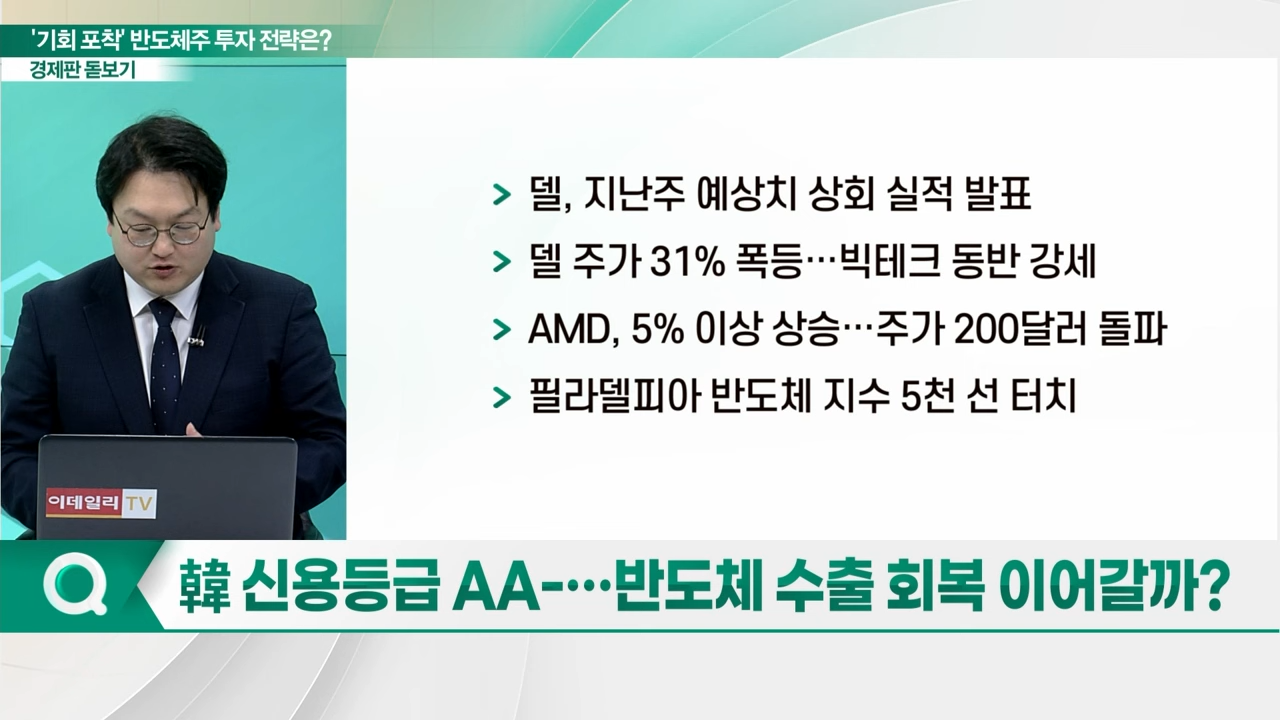 '기회 포착' 반도체주 투자 전략은?
경제판 돋보기
> 델, 지난주 예상치 상회 실적 발표
> 델 주가 31% 폭등…빅테크 동반 강세
> AMD, 5% 이상 상승…주가 200달러 돌파
> 필라델피아 반도체 지수 5천 선 터치
이데일리 TV
韓 신용등급 AA-…반도체 수출 회복 이어갈까?